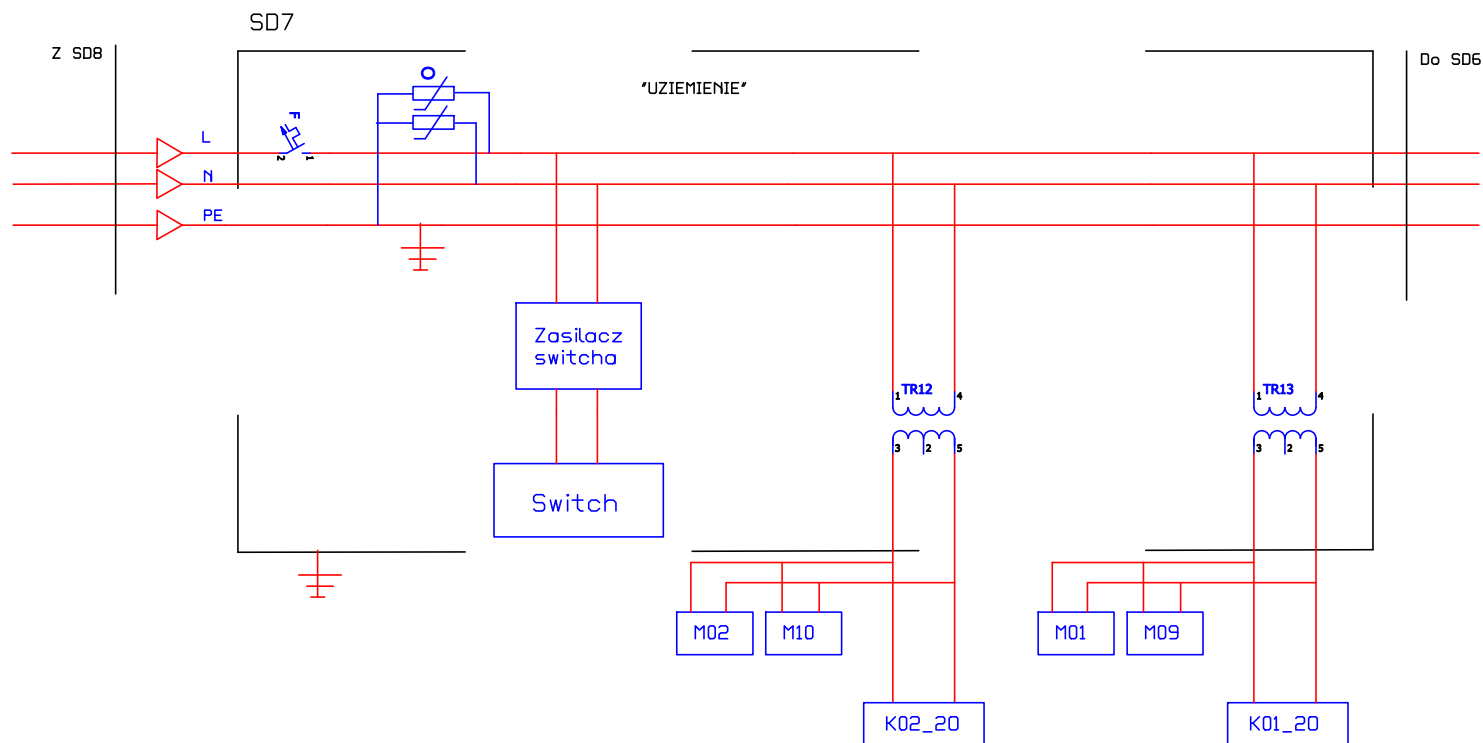 SD7
Z SD8
Do SD6
"UZIEMIENIE"
O
F
2
1
L
N
PE
Zasilacz
switcha
Switch
TR12
1
4
3
2
5
TR13
1
4
3
2
5
M02
M10
M01
M09
K02_20
K01_20